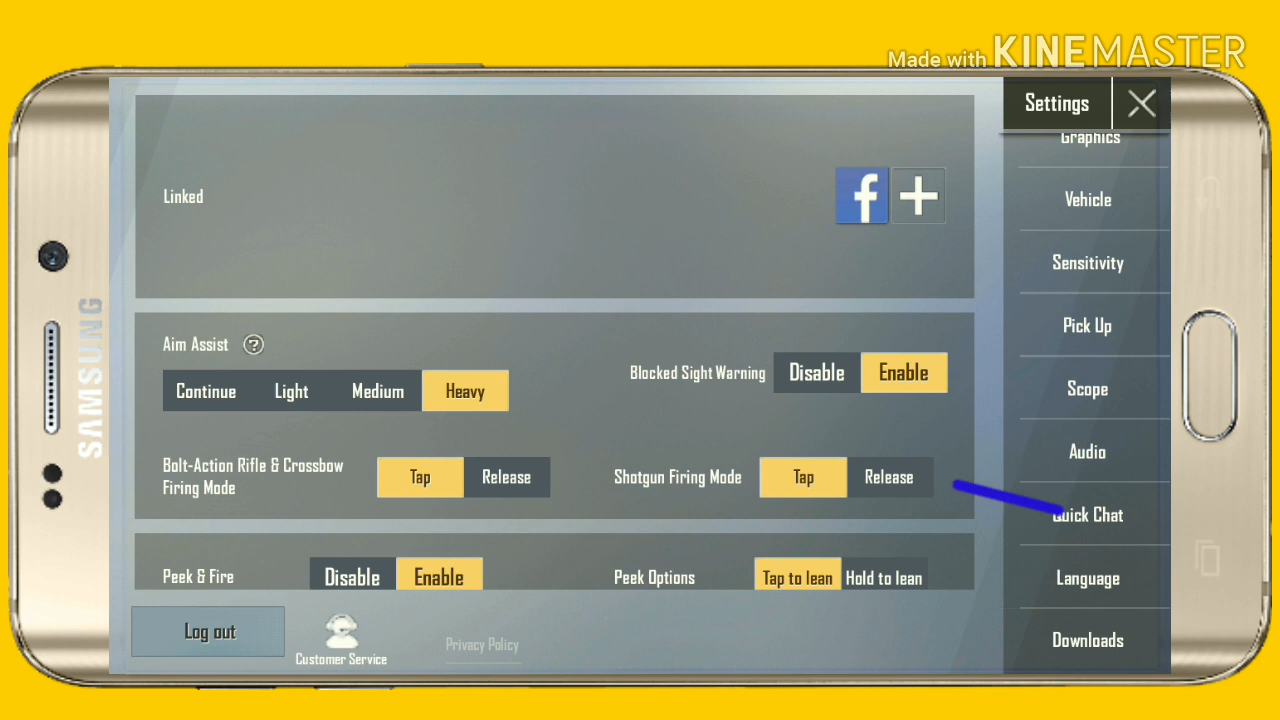 Made with KINEMASTER
Settings
Graphics
Linked
Vehicle
Sensitivity
Pick Up
Aim Assist ?
Blocked Sight Warning Disable Enable
Continue Light Medium Heavy
Scope
Audio
Bolt-Action Rifle & Crossbow
Firing Mode
Tap Release
Shotgun Firing Mode Tap Release
Quick Chat
Peek & Fire Disable Enable
Peek Options Tap to lean Hold to lean
Language
Log out
Customer Service
Privacy Policy
Downloads
SAMSUNG